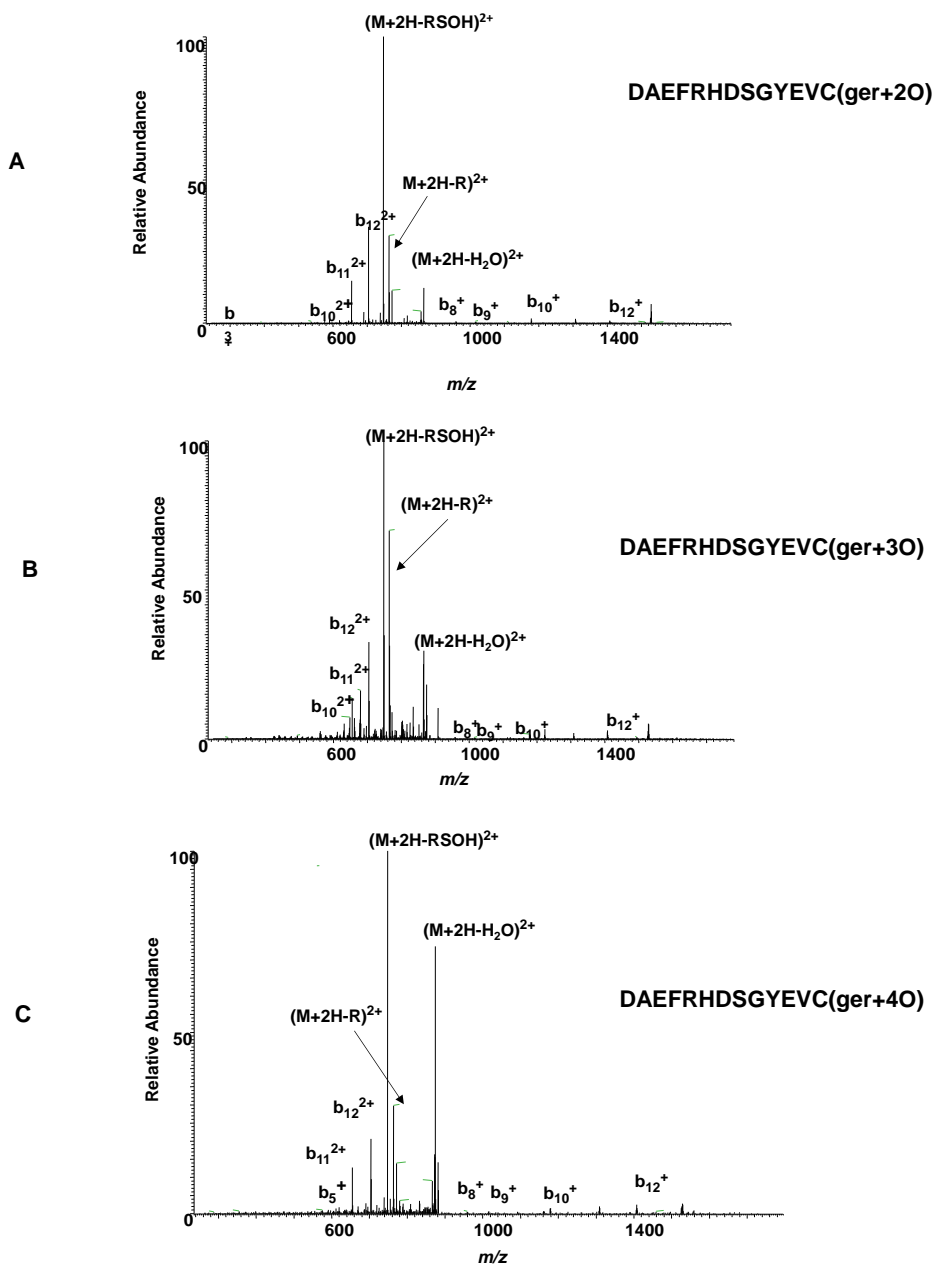 (M+2H-RSOH)²⁺
100
DAEFRHDSGYEVC(ger+2O)
A
Relative Abundance
M+2H-R)²⁺
50
b₁₂²⁺
(M+2H-H₂O)²⁺
b₁₁²⁺
b₁₀²⁺
b₈⁺
b₉⁺
b₁₀⁺
b₁₂⁺
b
3
+
0
600
1000
1400
m/z
(M+2H-RSOH)²⁺
100
(M+2H-R)²⁺
DAEFRHDSGYEVC(ger+3O)
B
Relative Abundance
50
b₁₂²⁺
(M+2H-H₂O)²⁺
b₁₁²⁺
b₁₀²⁺
b₈⁺
b₉⁺
b₁₀⁺
b₁₂⁺
0
600
1000
1400
m/z
(M+2H-RSOH)²⁺
100
(M+2H-H₂O)²⁺
DAEFRHDSGYEVC(ger+4O)
C
Relative Abundance
(M+2H-R)²⁺
50
b₁₂²⁺
b₁₁²⁺
b₅⁺
b₈⁺
b₉⁺
b₁₀⁺
b₁₂⁺
0
600
1000
1400
m/z